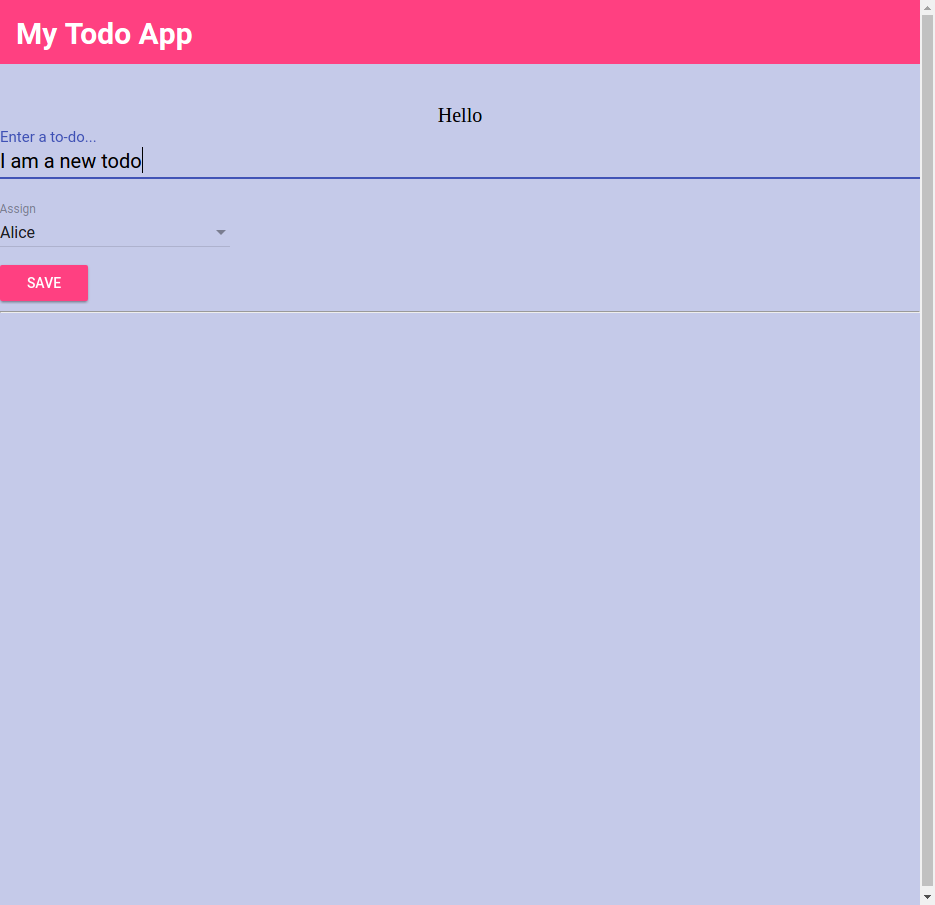 My Todo App
Hello
Enter a to-do...
I am a new todo
Assign
Alice
SAVE